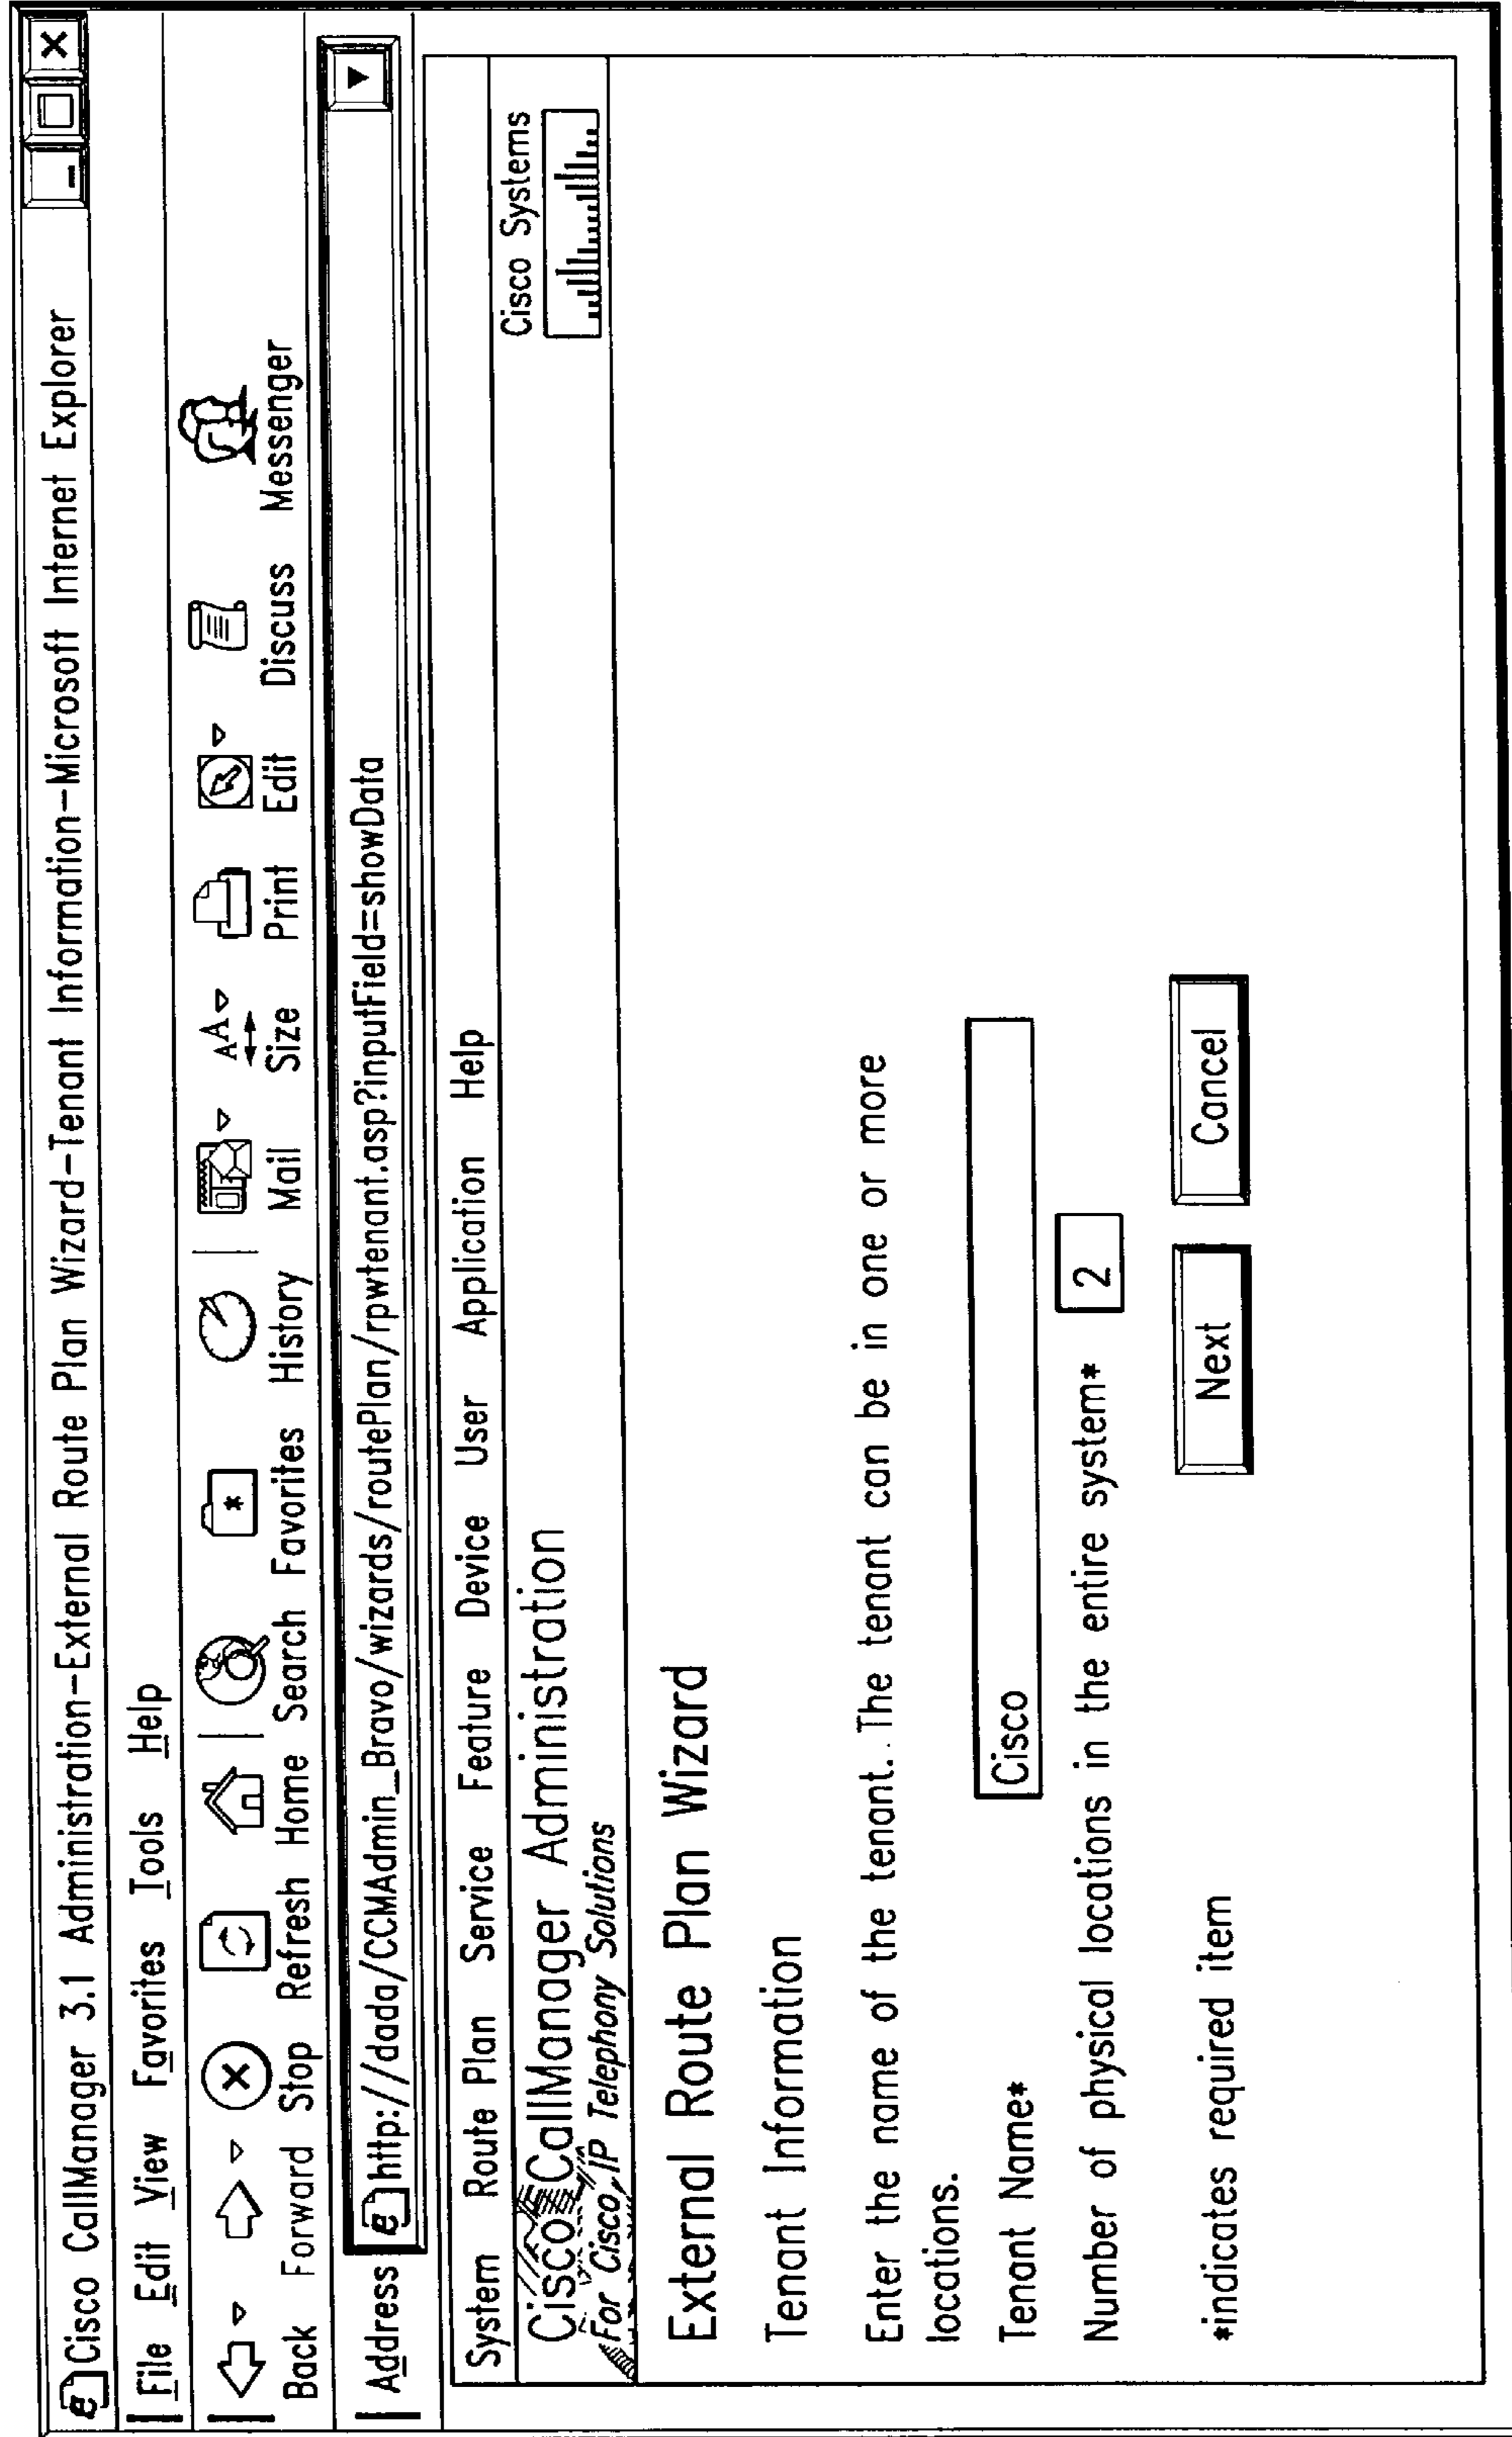 Cisco CallManager 3.1 Administration-External Route Plan Wizard-Tenant Information-Microsoft Internet Explorer
File Edit View Favorites Tools Help
Back Forward Stop Refresh Home Search Favorites History Mail Size Print Edit Discuss Messenger
Address http://dada/CCMAdmin_Bravo/wizards/routePlan/rpwtenant.asp?inputField=showData
System Route Plan Service Feature Device User Application Help
Cisco CallManager Administration
For Cisco IP Telephony Solutions
Cisco Systems
External Route Plan Wizard
Tenant Information
Enter the name of the tenant. The tenant can be in one or more
locations.
Tenant Name* Cisco
Number of physical locations in the entire system* 2
Next Cancel
*indicates required item